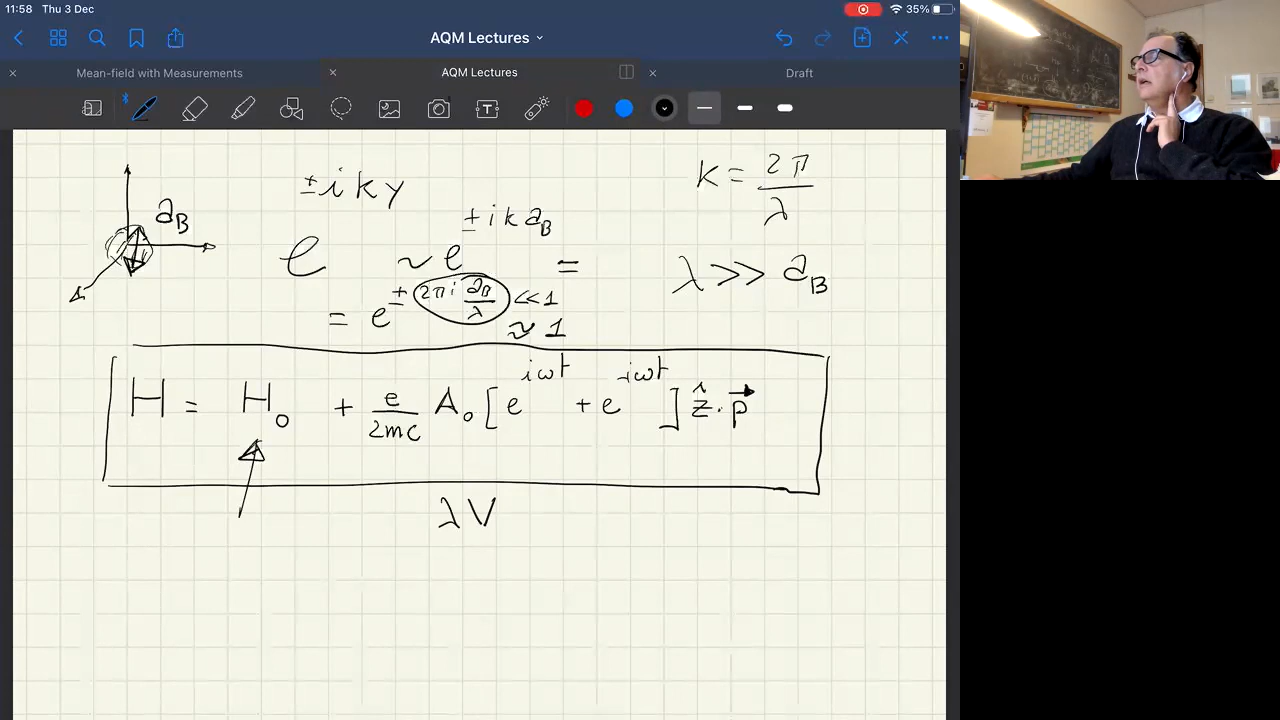 11:58 Thu 3 Dec 35%
AQM Lectures
Mean-field with Measurements AQM Lectures Draft
T
a_B
e^{±iky} ~ e^{±ika_B} =
k = 2π/λ
λ >> a_B
= e^{±2πi a_B/λ} << 1
≈ 1
H = H_0 + e/2mc A_0 [e^{iωt} + e^{-iωt}] ẑ · p⃗
λV